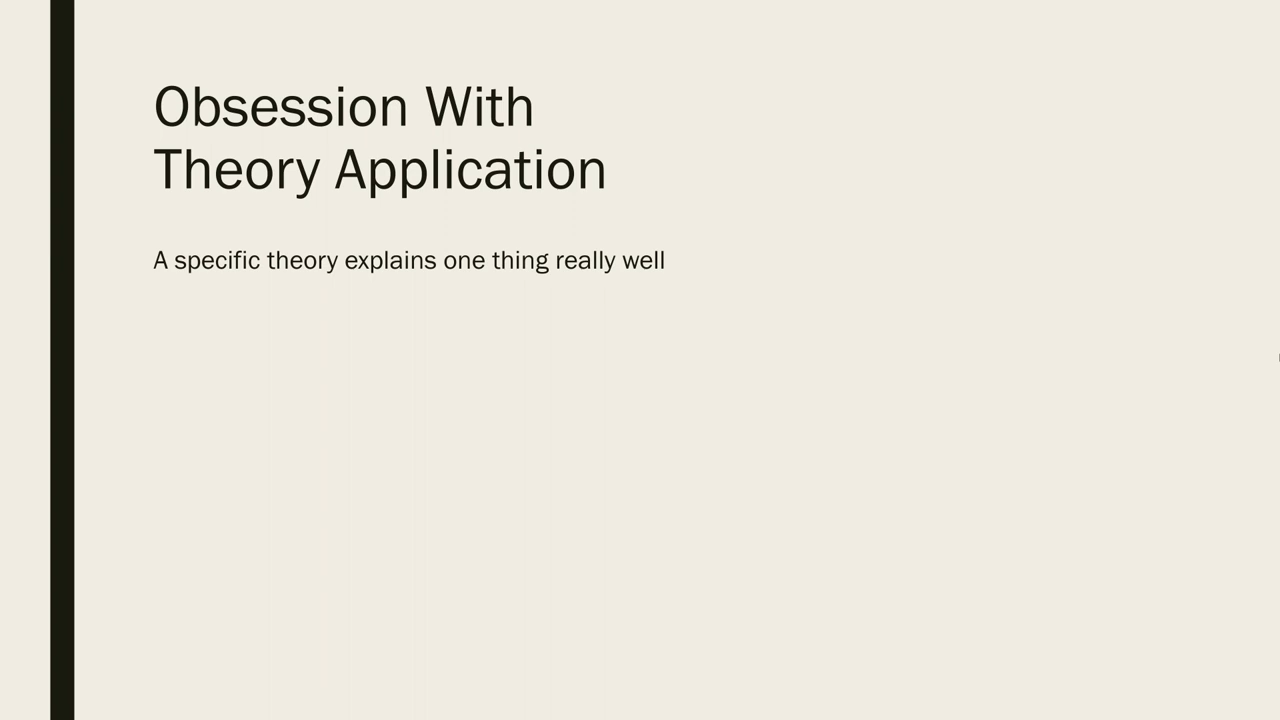 Obsession With
Theory Application
A specific theory explains one thing really well